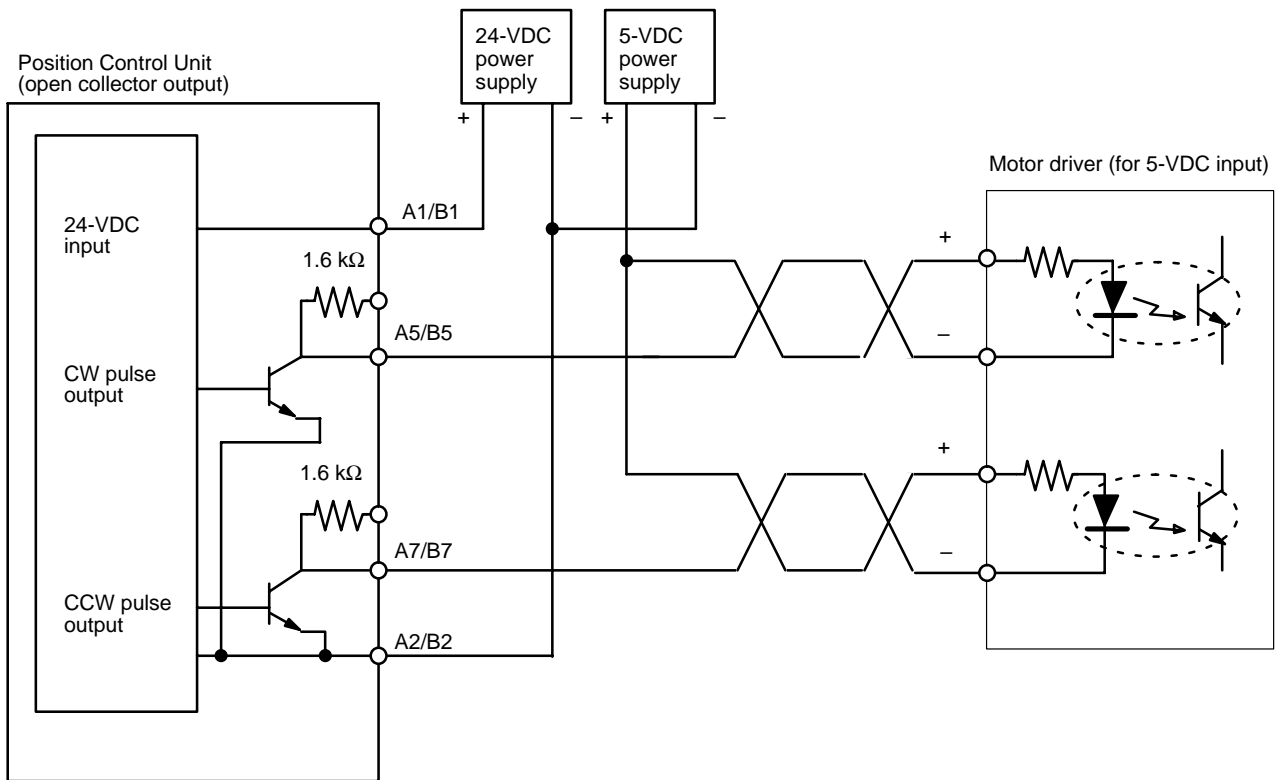 Position Control Unit
(open collector output)
24-VDC
power
supply
5-VDC
power
supply
+
–
+
–
Motor driver (for 5-VDC input)
24-VDC
input
A1/B1
1.6 kΩ
A5/B5
CW pulse
output
1.6 kΩ
A7/B7
CCW pulse
output
A2/B2
+
–
+
–